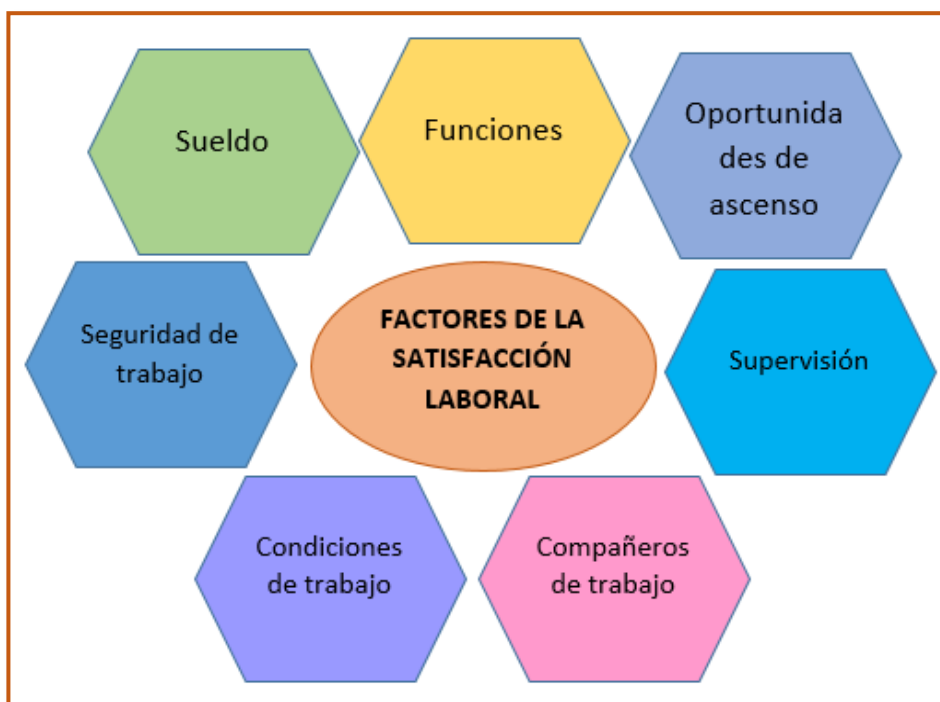 Sueldo
Funciones
Oportunida
des de
ascenso
Seguridad de
trabajo
FACTORES DE LA
SATISFACCIÓN
LABORAL
Supervisión
Condiciones
de trabajo
Compañeros
de trabajo